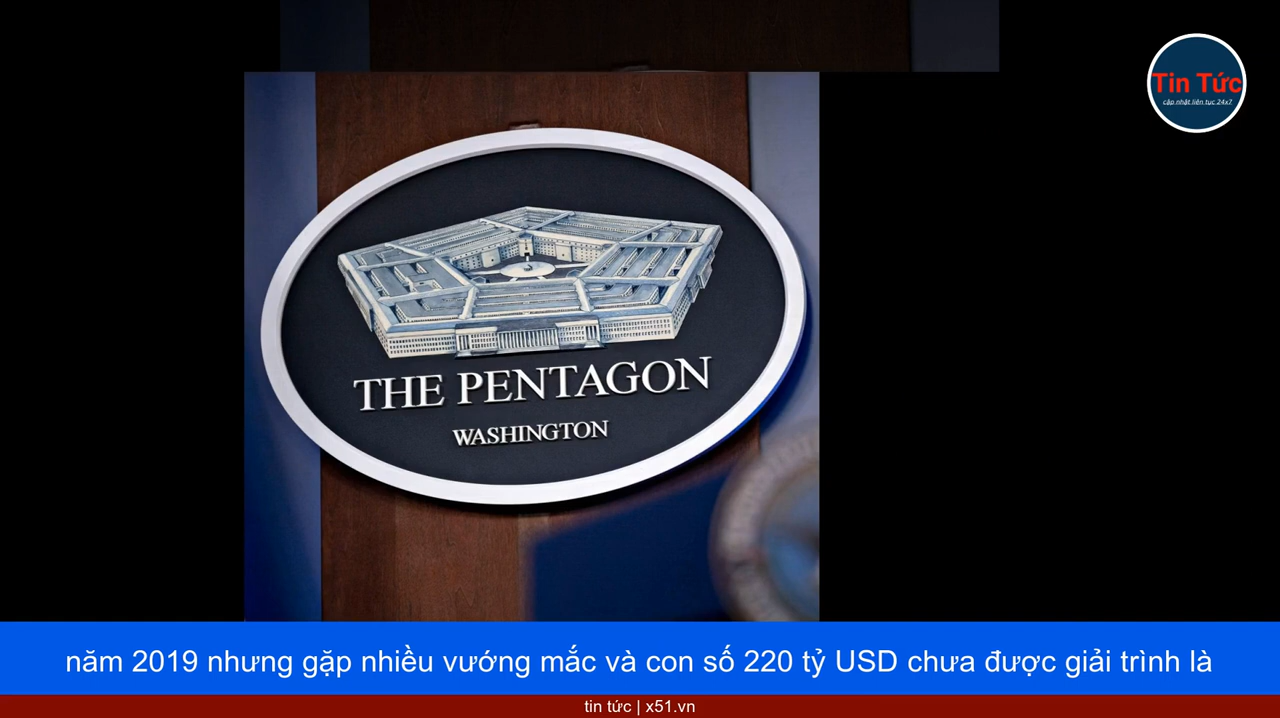 Tin Tức
cập nhật liên tục 24x7
THE PENTAGON
WASHINGTON
năm 2019 nhưng gặp nhiều vướng mắc và con số 220 tỷ USD chưa được giải trình là
tin tức | x51.vn